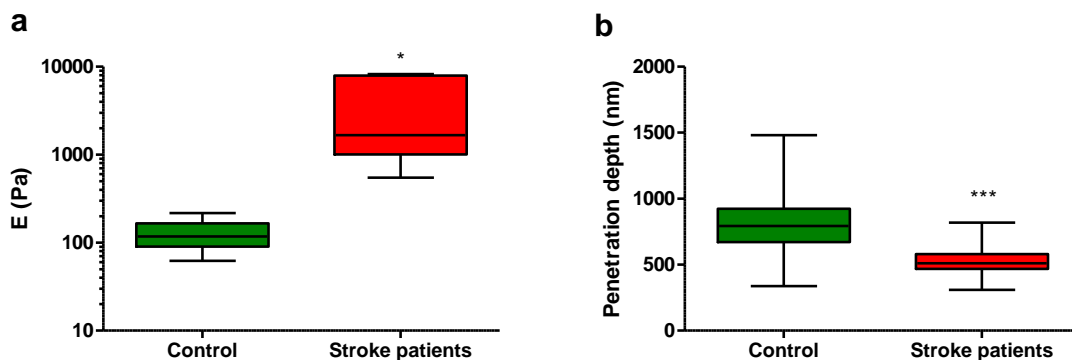 a
E (Pa)
10000
1000
100
10
*
Control
Stroke patients
b
Penetration depth (nm)
2000
1500
1000
500
0
***
Control
Stroke patients